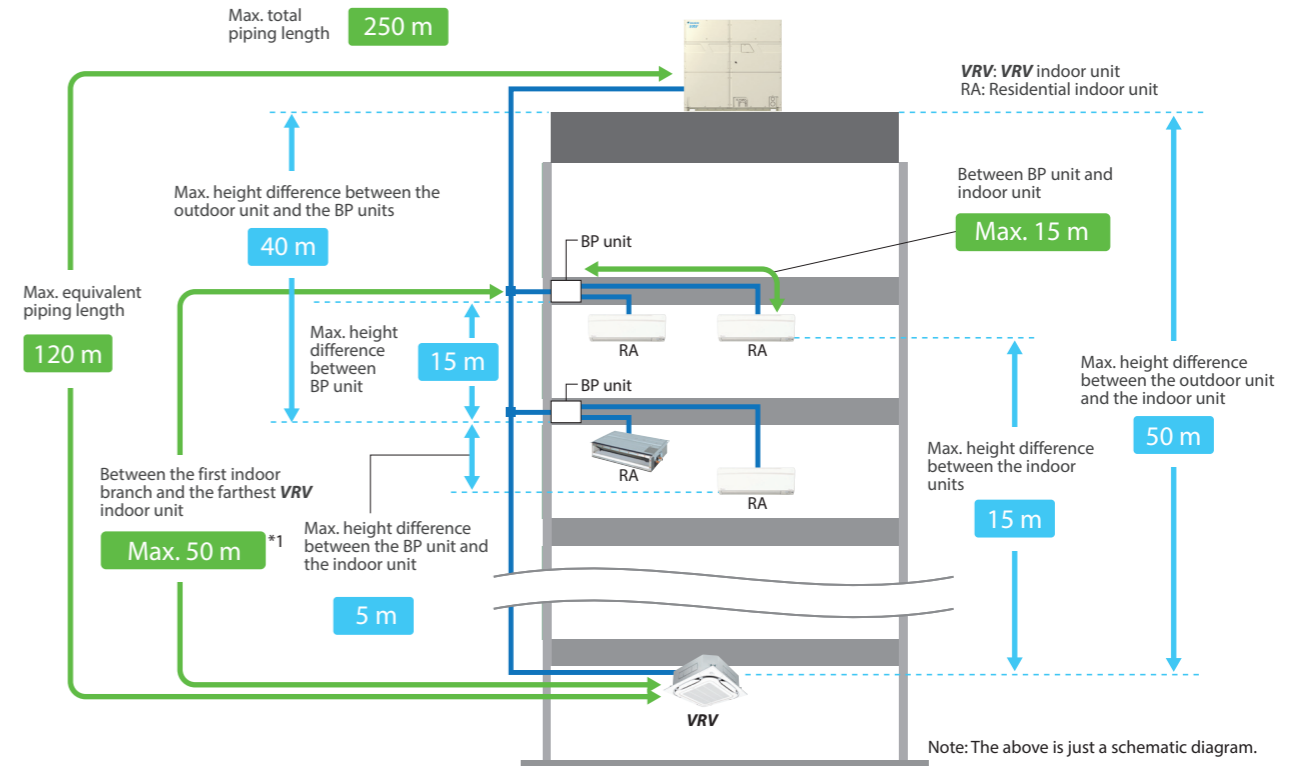 Max. total
piping length
250 m
VRV: VRV indoor unit
RA: Residential indoor unit
Max. height difference between the
outdoor unit and the BP units
40 m
Between BP unit and
indoor unit
Max. 15 m
BP unit
Max. equivalent
piping length
120 m
Max. height
difference
between
BP unit
15 m
RA
RA
BP unit
Max. height difference
between the outdoor unit
and the indoor unit
50 m
Max. height difference
between the indoor
units
15 m
Between the first indoor
branch and the farthest VRV
indoor unit
Max. 50 m
*1
RA
RA
Max. height difference
between the BP unit and
the indoor unit
5 m
VRV
Note: The above is just a schematic diagram.